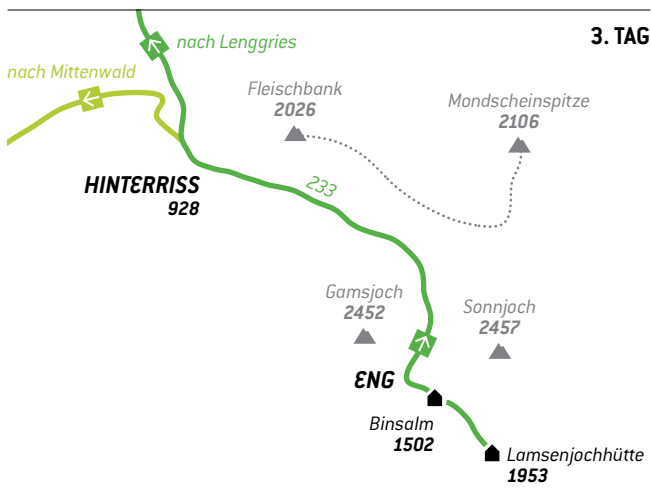 3. TAG
nach Lenggries
nach Mittenwald
Fleischbank
2026
Mondscheinspitze
2106
HINTERRISS
928
233
Gamsjoch
2452
Sonnjoch
2457
ENG
Binsalm
1502
Lamsenjochhütte
1953